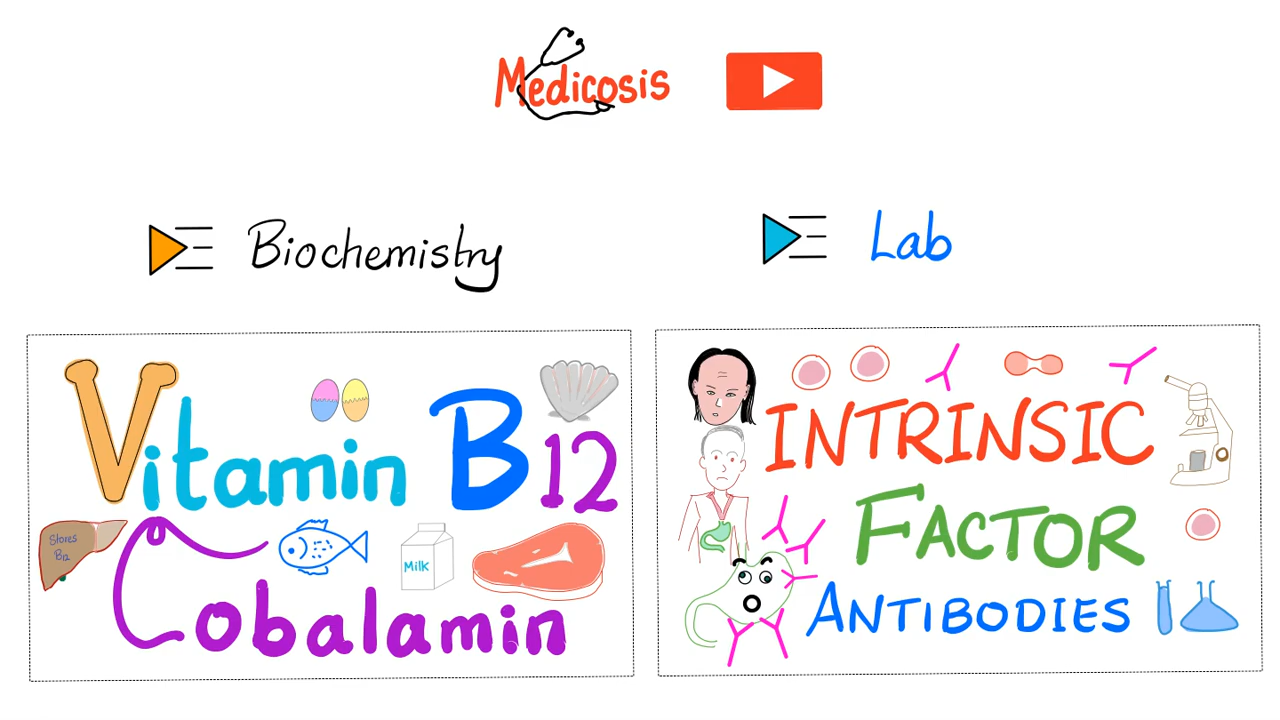 Medicosis
Biochemistry
Lab
Vitamin B12
Stores
B12
MilK
Cobalamin
INTRINSIC
FACTOR
ANTIBODIES